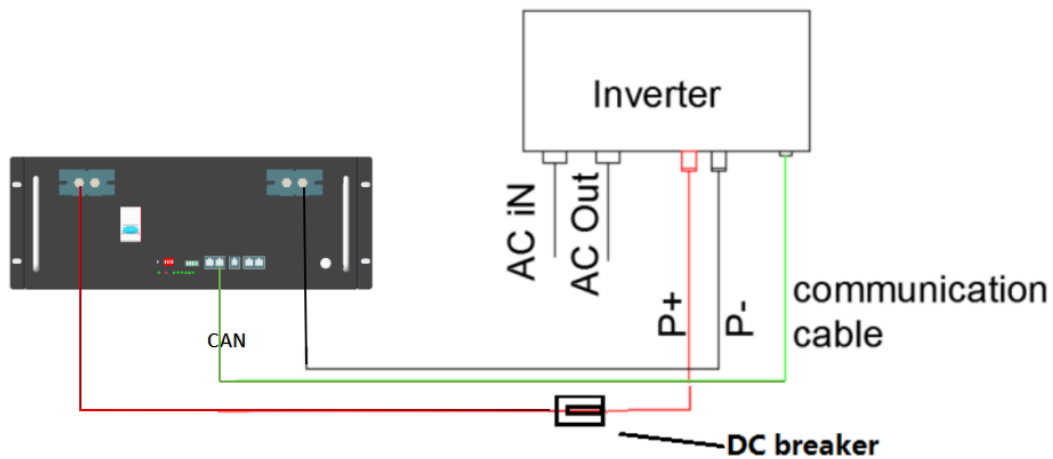 Inverter
AC iN
AC Out
P+
P-
communication
cable
CAN
DC breaker